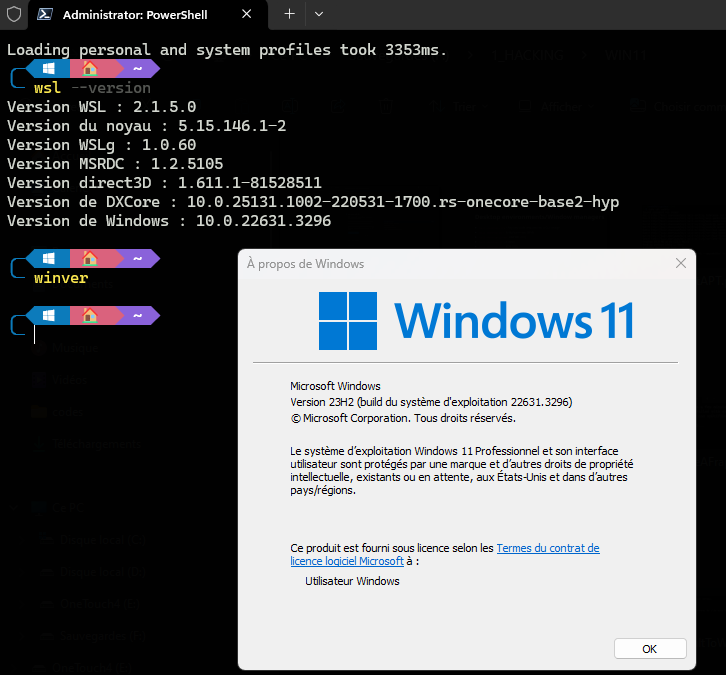 Administrator: PowerShell
Loading personal and system profiles took 3353ms.
~
wsl --version
Version WSL : 2.1.5.0
Version du noyau : 5.15.146.1-2
Version WSLg : 1.0.60
Version MSRDC : 1.2.5105
Version direct3D : 1.611.1-81528511
Version de DXCore : 10.0.25131.1002-220531-1700.rs-onecore-base2-hyp
Version de Windows : 10.0.22631.3296
~
winver
~
À propos de Windows
Windows 11
Microsoft Windows
Version 23H2 (build du système d'exploitation 22631.3296)
© Microsoft Corporation. Tous droits réservés.
Le système d’exploitation Windows 11 Professionnel et son interface
utilisateur sont protégés par une marque et d’autres droits de propriété
intellectuelle, existants ou en attente, aux États-Unis et dans d’autres
pays/régions.
Ce produit est fourni sous licence selon les Termes du contrat de
licence logiciel Microsoft à :
Utilisateur Windows
OK